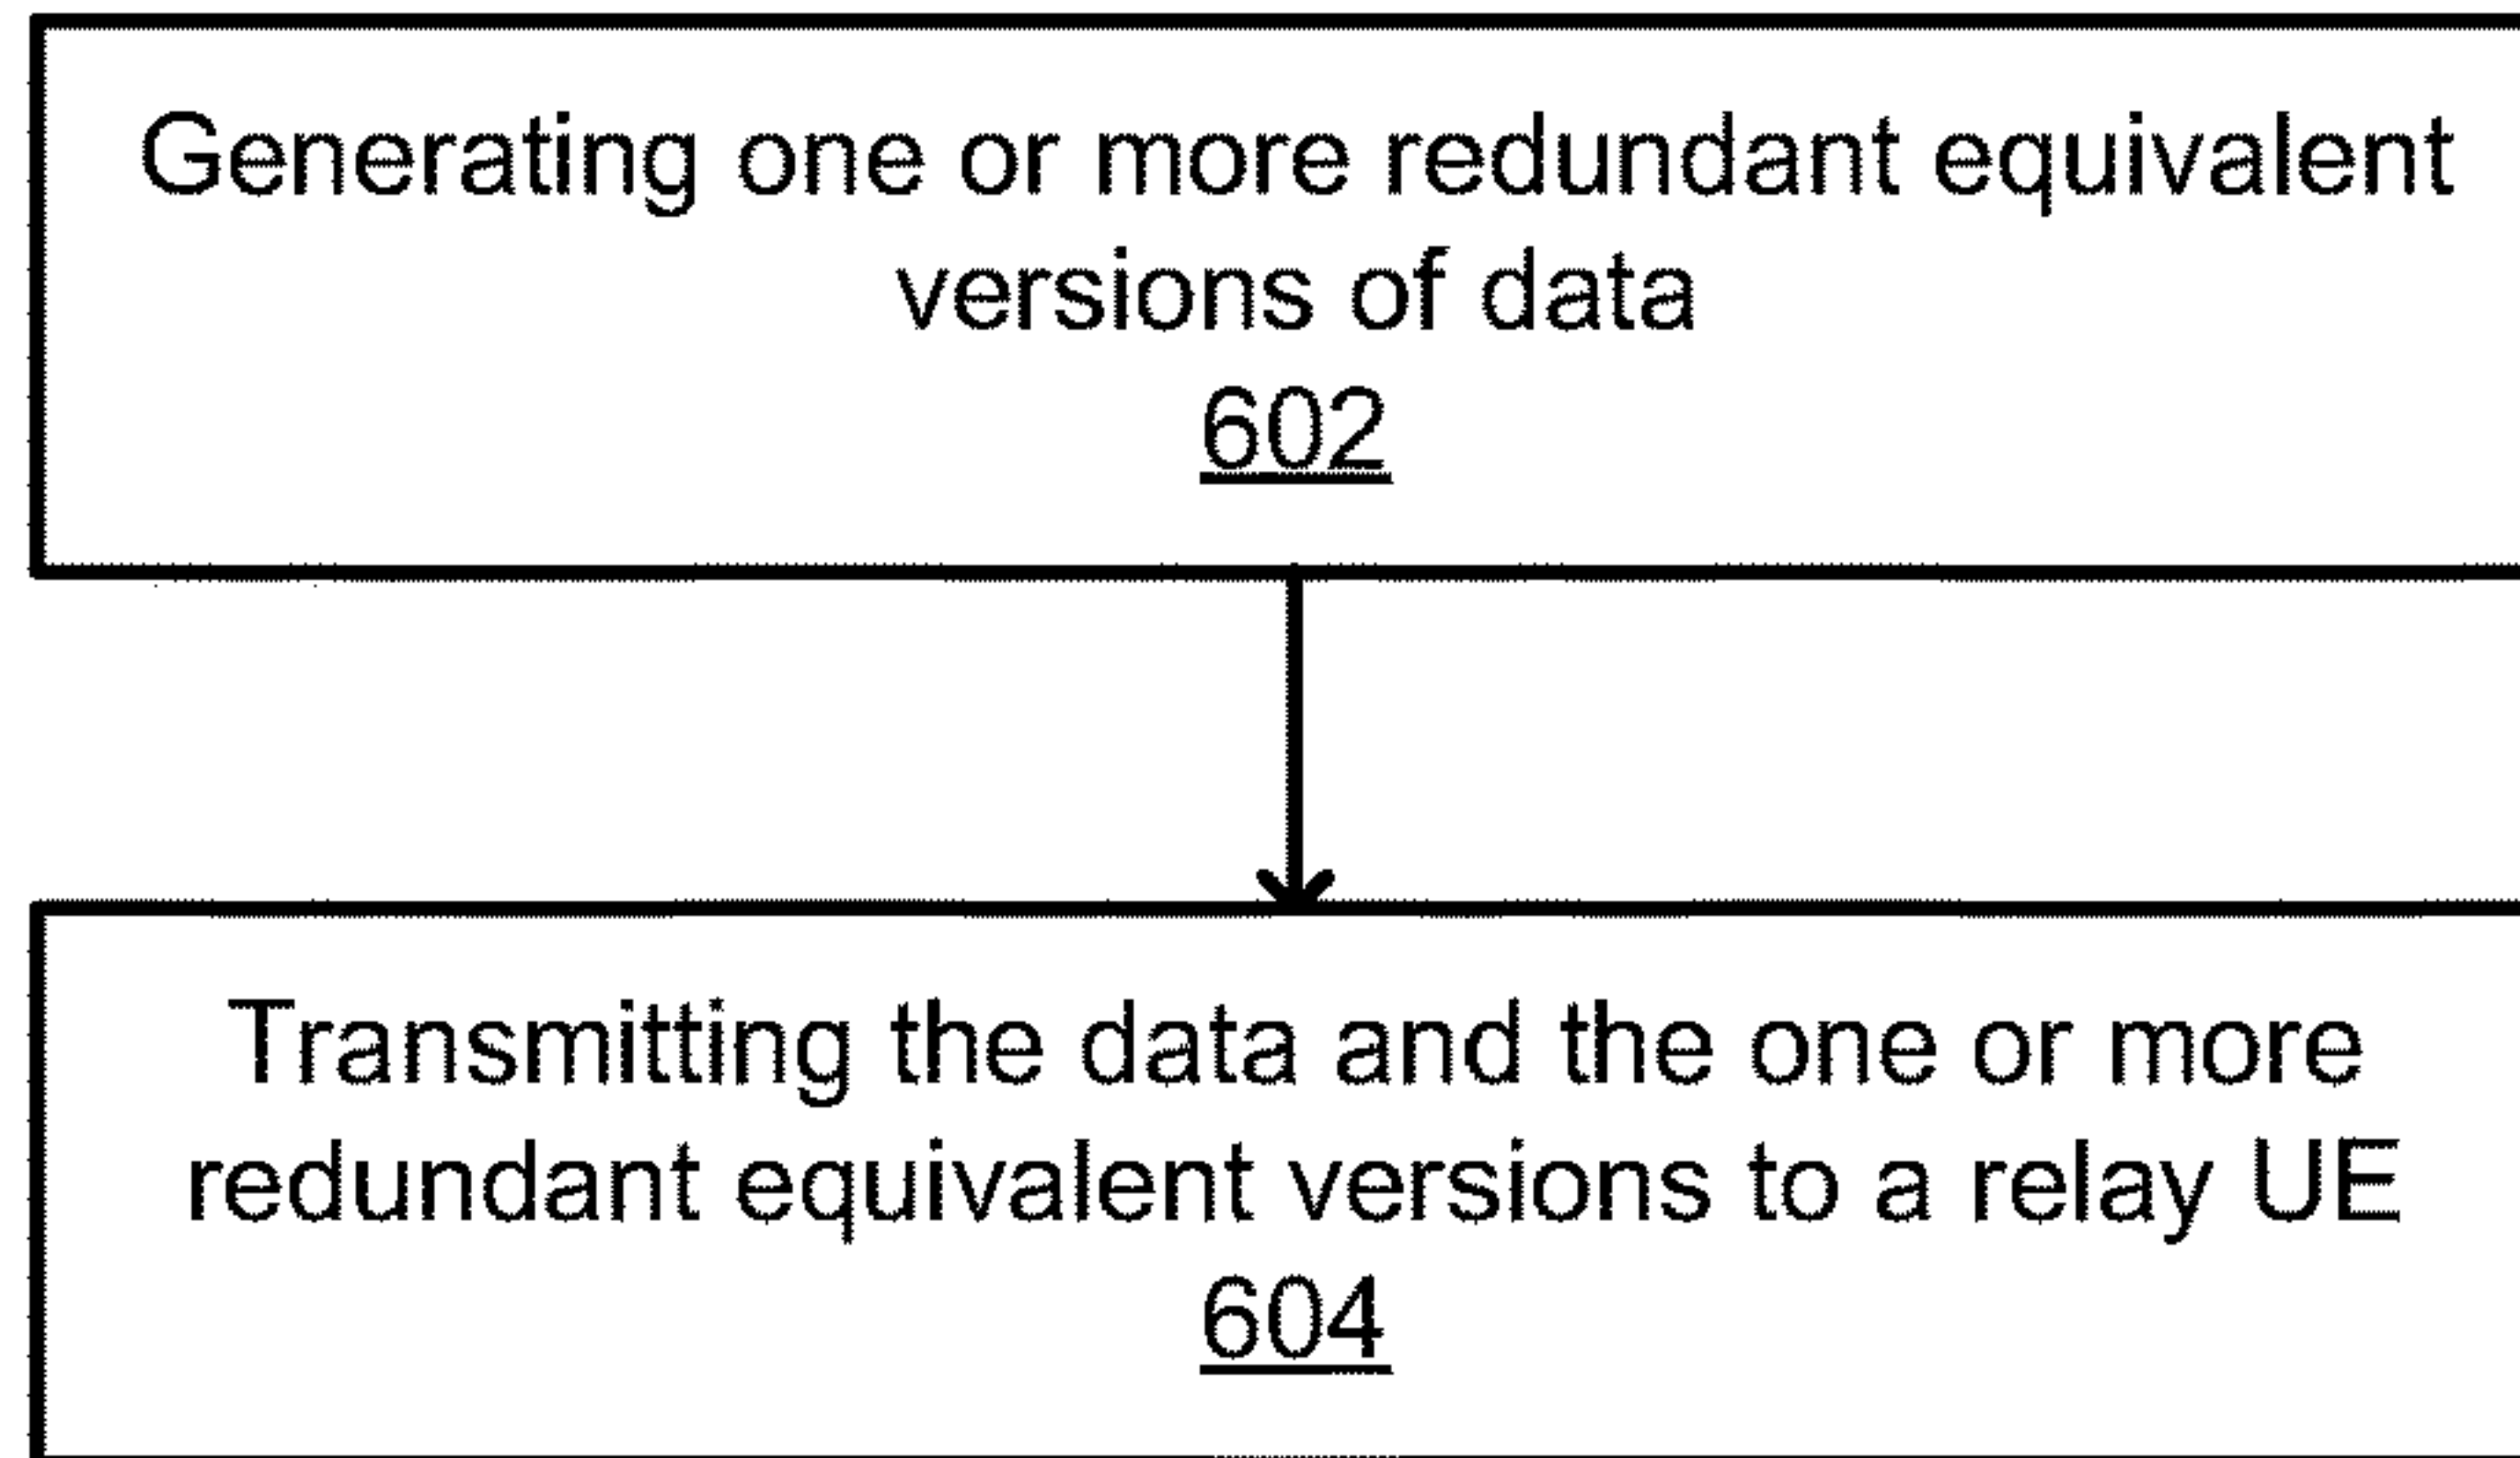 Generating one or more redundant equivalent
versions of data
602
Transmitting the data and the one or more
redundant equivalent versions to a relay UE
604